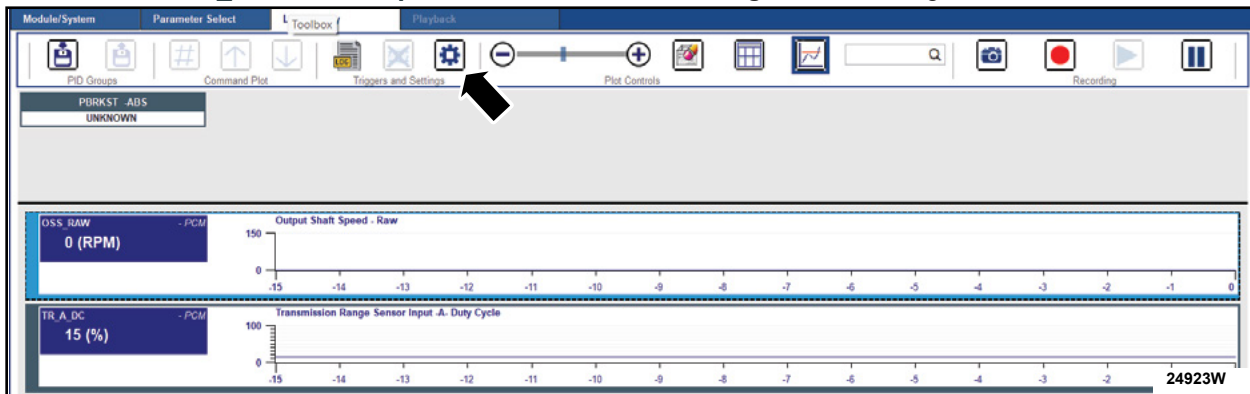 Module/System Parameter Select L Toolbox Playback
PID Groups Command Plot LOG Triggers and Settings Plot Controls Recording
PBRKST -ABS
UNKNOWN
OSS_RAW - PCM Output Shaft Speed - Raw
0 (RPM)
150
0
-15 -14 -13 -12 -11 -10 -9 -8 -7 -6 -5 -4 -3 -2 -1 0
TR_A_DC - PCM Transmission Range Sensor Input -A- Duty Cycle
15 (%)
100
0
-15 -14 -13 -12 -11 -10 -9 -8 -7 -6 -5 -4 -3 -2
24923W